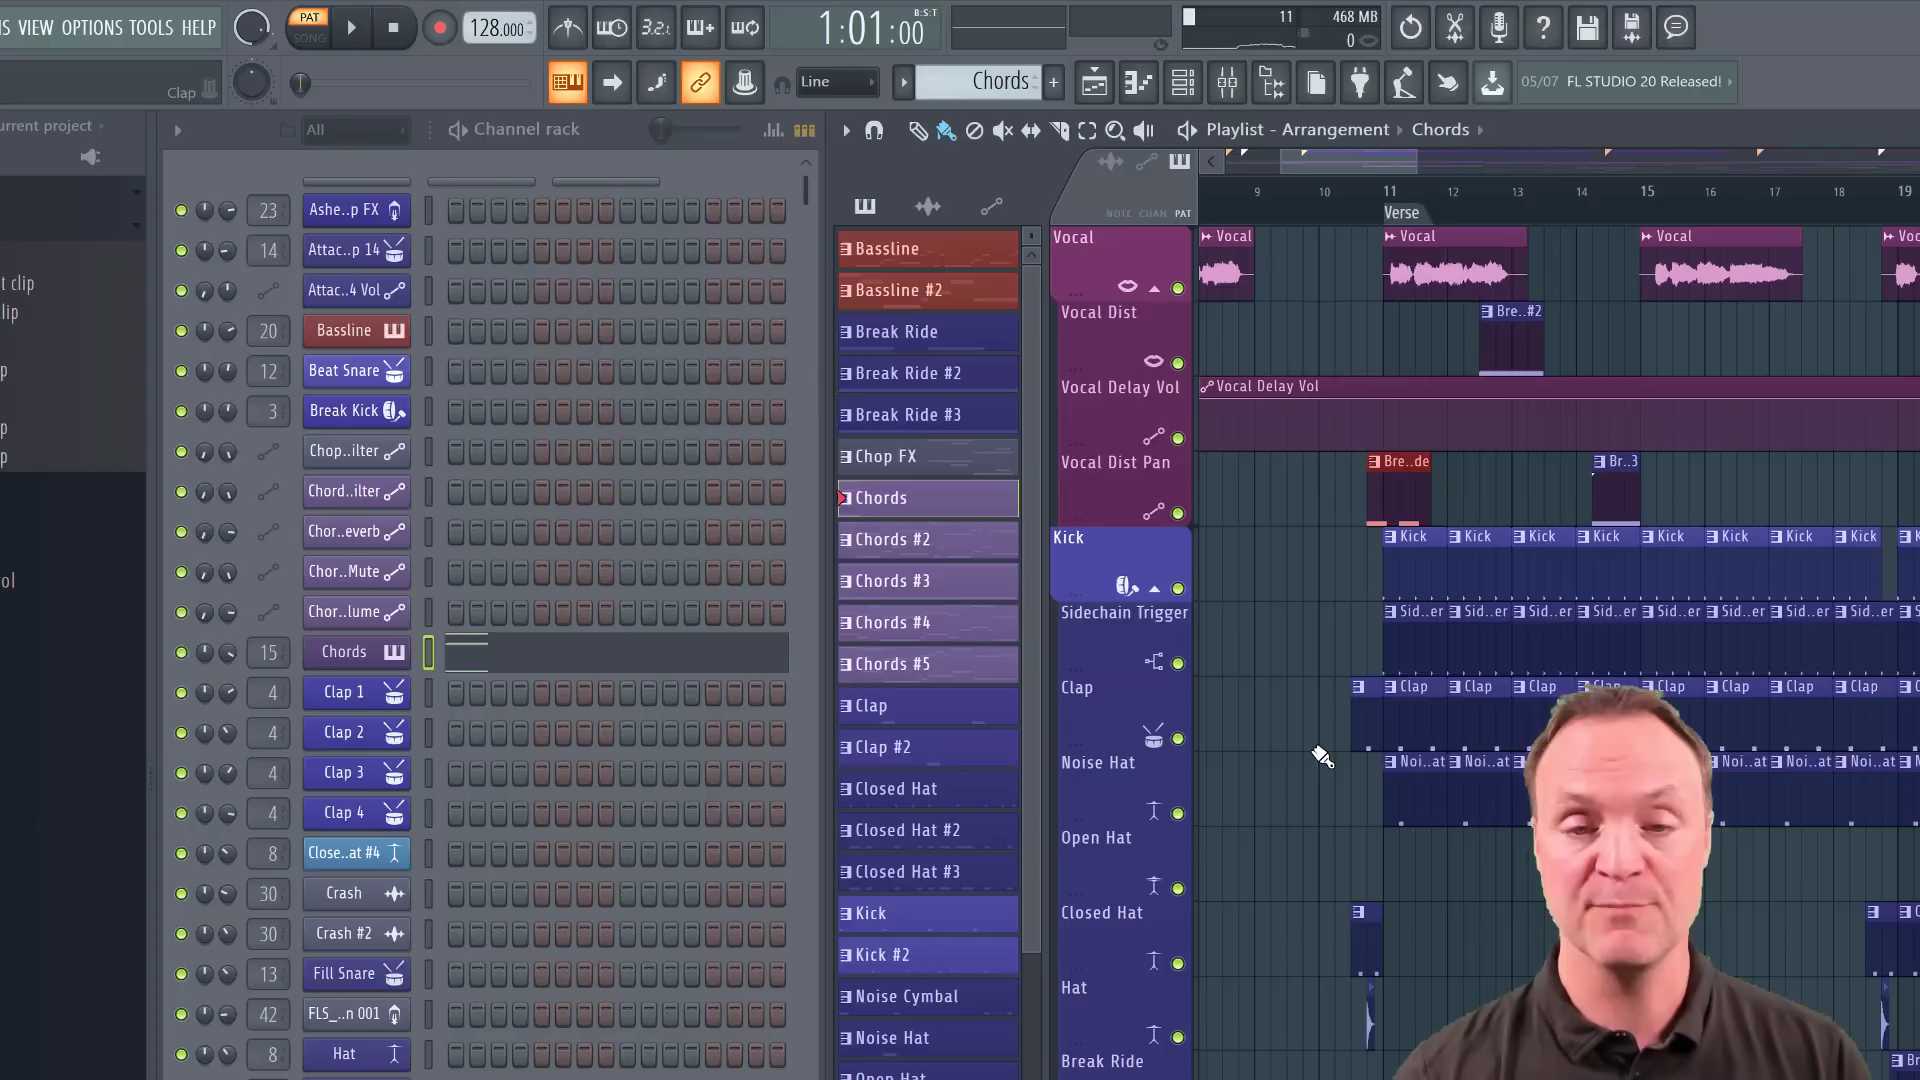 VIEW OPTIONS TOOLS HELP
PAT
SONG
128.000
3.2.
1:01:00
B:S:T
11
468 MB
0
Clap
Line
Chords
05/07 FL STUDIO 20 Released!
urrent project
All
Channel rack
Playlist - Arrangement
Chords
NOTE CHAN PAT
9 10 11 12 13 14 15 16 17 18 19
Verse
t clip
lip
p
p
p
ol
23 Ashe..p FX
14 Attac..p 14
Attac..4 Vol
20 Bassline
12 Beat Snare
3 Break Kick
Chop..ilter
Chord..ilter
Chor..everb
Chor..Mute
Chor..lume
15 Chords
4 Clap 1
4 Clap 2
4 Clap 3
4 Clap 4
8 Close..at #4
30 Crash
30 Crash #2
13 Fill Snare
42 FLS_..n 001
8 Hat
Bassline
Bassline #2
Break Ride
Break Ride #2
Break Ride #3
Chop FX
Chords
Chords #2
Chords #3
Chords #4
Chords #5
Clap
Clap #2
Closed Hat
Closed Hat #2
Closed Hat #3
Kick
Kick #2
Noise Cymbal
Noise Hat
Open Hat
Vocal
Vocal Dist
Vocal Delay Vol
Vocal Dist Pan
Kick
Sidechain Trigger
Clap
Noise Hat
Open Hat
Closed Hat
Hat
Break Ride
Vocal Vocal Vocal Voc
Bre..#2
Vocal Delay Vol
Bre..de Br..3
Kick Kick Kick Kick Kick Kick Kick Kick
Sid..er Sid..er Sid..er Sid..er Sid..er Sid..er Sid..er Sid..er
Clap Clap Clap Clap Clap Clap Clap Clap
Noi..at Noi..at Noi..at Noi..at Noi..at
Br